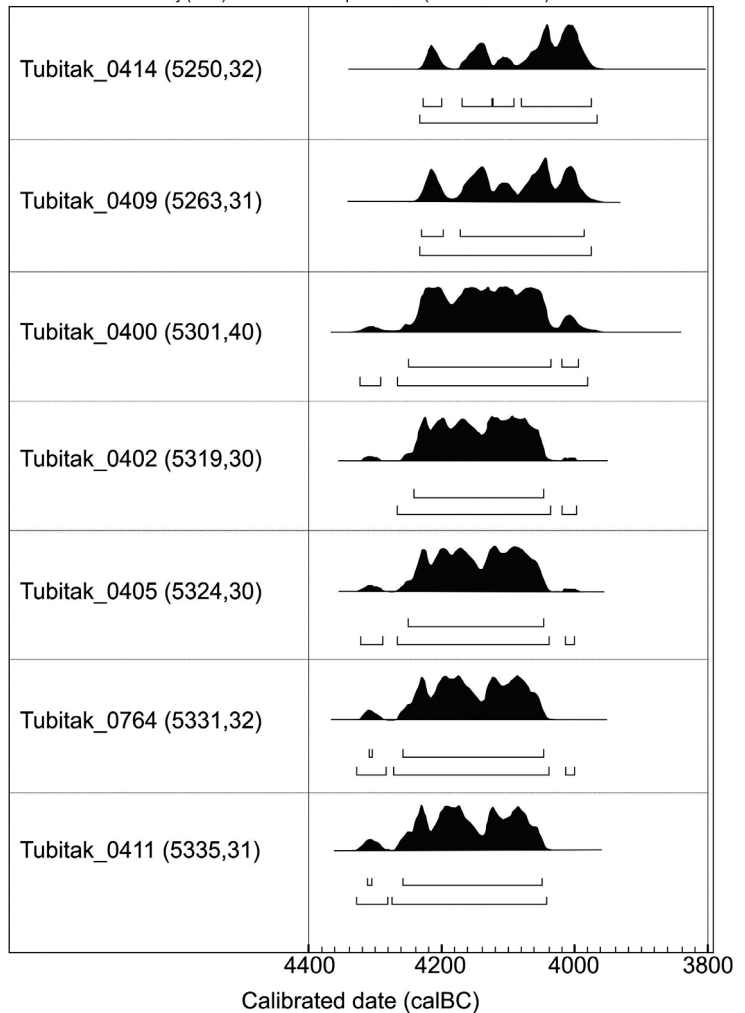 Tubitak_0414 (5250,32)
Tubitak_0409 (5263,31)
Tubitak_0400 (5301,40)
Tubitak_0402 (5319,30)
Tubitak_0405 (5324,30)
Tubitak_0764 (5331,32)
Tubitak_0411 (5335,31)
4400 4200 4000 3800
Calibrated date (calBC)